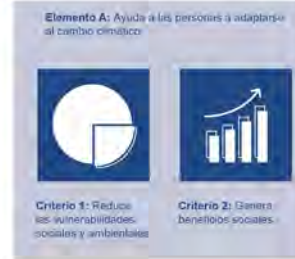 Elemento A: Ayuda a las personas a adaptarse
al cambio climático
Criterio 1: Reduce
las vulnerabilidades
sociales y ambientales
Criterio 2: Genera
beneficios sociales.